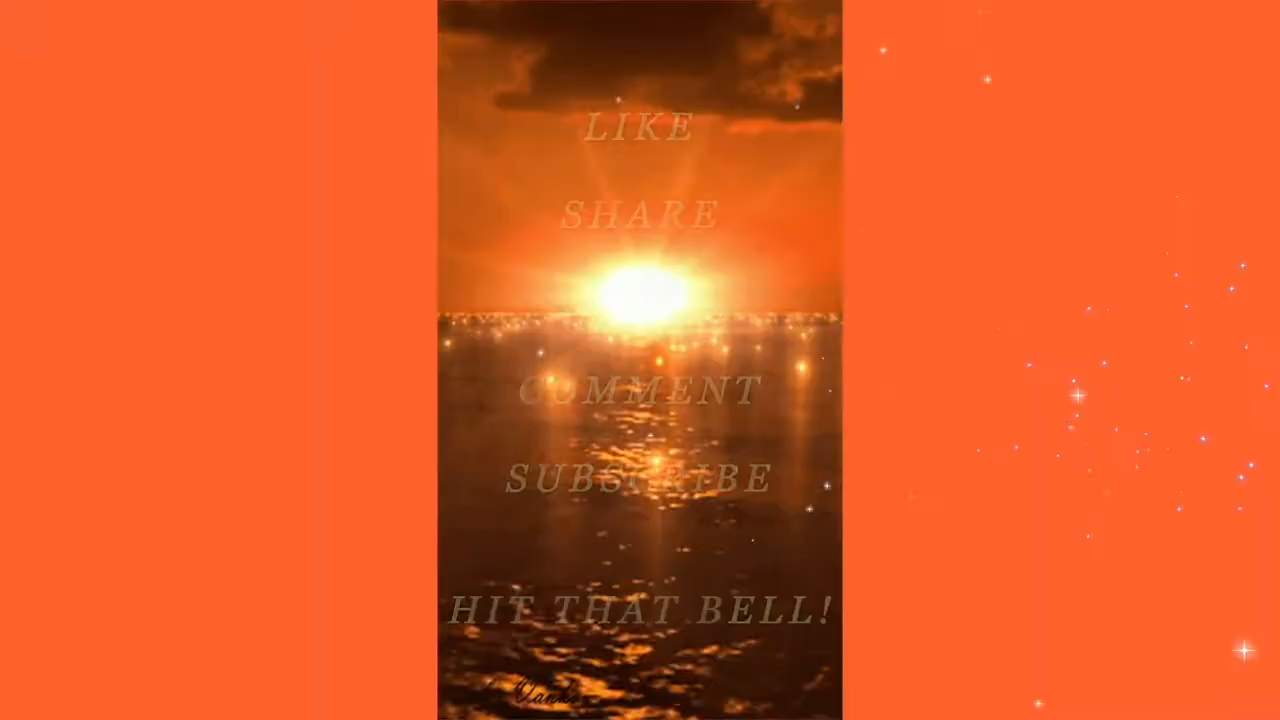 LIKE
SHARE
COMMENT
SUBSCRIBE
HIT THAT BELL!